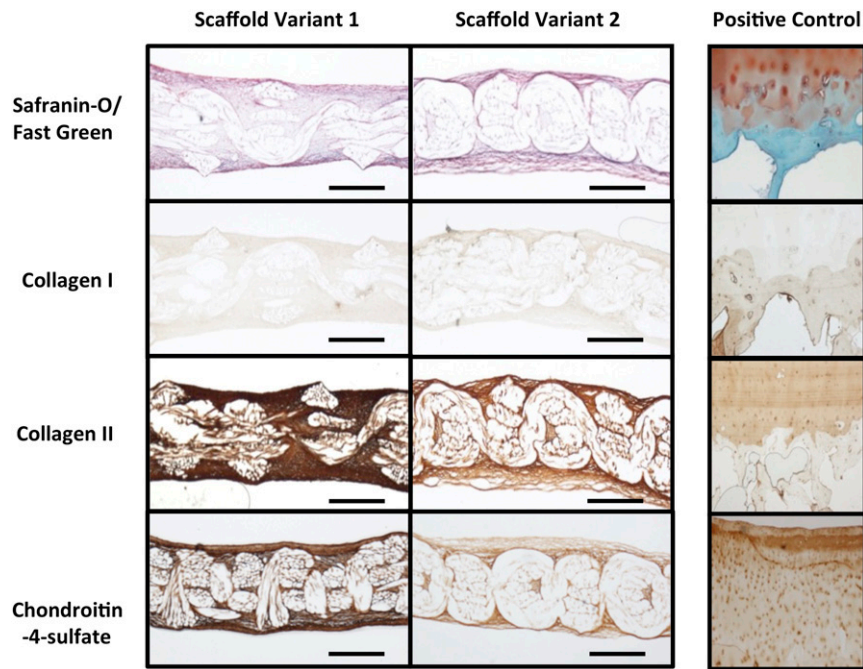 Scaffold Variant 1
Scaffold Variant 2
Positive Control
Safranin-O/
Fast Green
Collagen I
Collagen II
Chondroitin
-4-sulfate